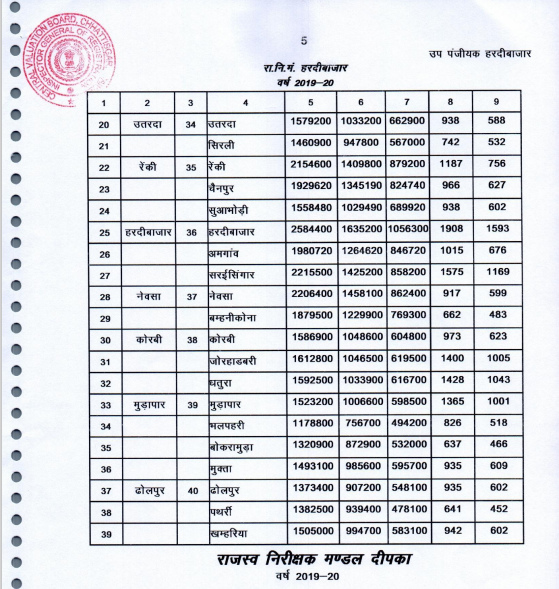 CENTRAL VALUATION BOARD, CHHATTISGARH
INSPECTOR GENERAL OF
5
उप पंजीयक हरदीबाजार
रा.नि.मं. हरदीबाजार
वर्ष 2019-20
1 2 3 4 5 6 7 8 9
20 उतरदा 34 उतरदा 1579200 1033200 662900 938 588
21 सिरली 1460900 947800 567000 742 532
22 रेंकी 35 रेंकी 2154600 1409800 879200 1187 756
23 चैनपुर 1929620 1345190 824740 966 627
24 सुआभोड़ी 1558480 1029490 689920 938 602
25 हरदीबाजार 36 हरदीबाजार 2584400 1635200 1056300 1908 1593
26 अमगांव 1980720 1264620 846720 1015 676
27 सरईसिंगार 2215500 1425200 858200 1575 1169
28 नेवसा 37 नेवसा 2206400 1458100 862400 917 599
29 बम्हनीकोना 1879500 1229900 769300 662 483
30 कोरबी 38 कोरबी 1586900 1048600 604800 973 623
31 जोरहाडबरी 1612800 1046500 619500 1400 1005
32 धतुरा 1592500 1033900 616700 1428 1043
33 मुड़ापार 39 मुड़ापार 1523200 1006600 598500 1365 1001
34 भलपहरी 1178800 756700 494200 826 518
35 बोकरामुड़ा 1320900 872900 532000 637 466
36 मुक्ता 1493100 985600 595700 935 609
37 ढोलपुर 40 ढोलपुर 1373400 907200 548100 935 602
38 पथर्री 1382500 939400 478100 641 452
39 खम्हरिया 1505000 994700 583100 942 602
राजस्व निरीक्षक मण्डल दीपका
वर्ष 2019-20